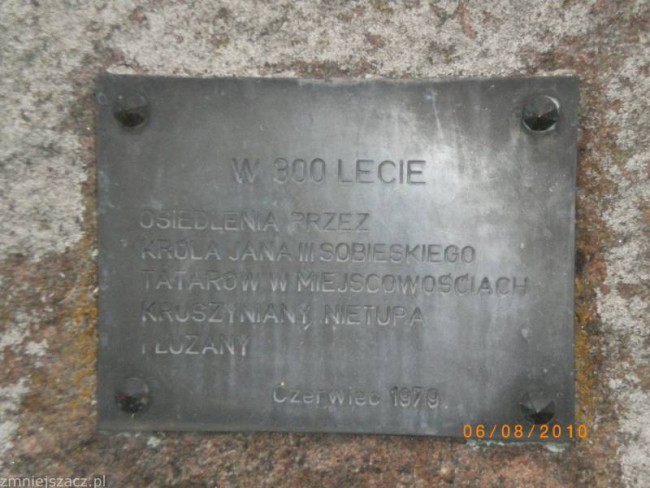 W 300 LECIE
OSIEDLENIA PRZEZ
KRÓLA JANA III SOBIESKIEGO
TATARÓW W MIEJSCOWOŚCIACH
KRUSZYNIANY, NIETUPA
I ŁUŻANY
Czerwiec 1979
06/08/2010
zmniejszacz.pl